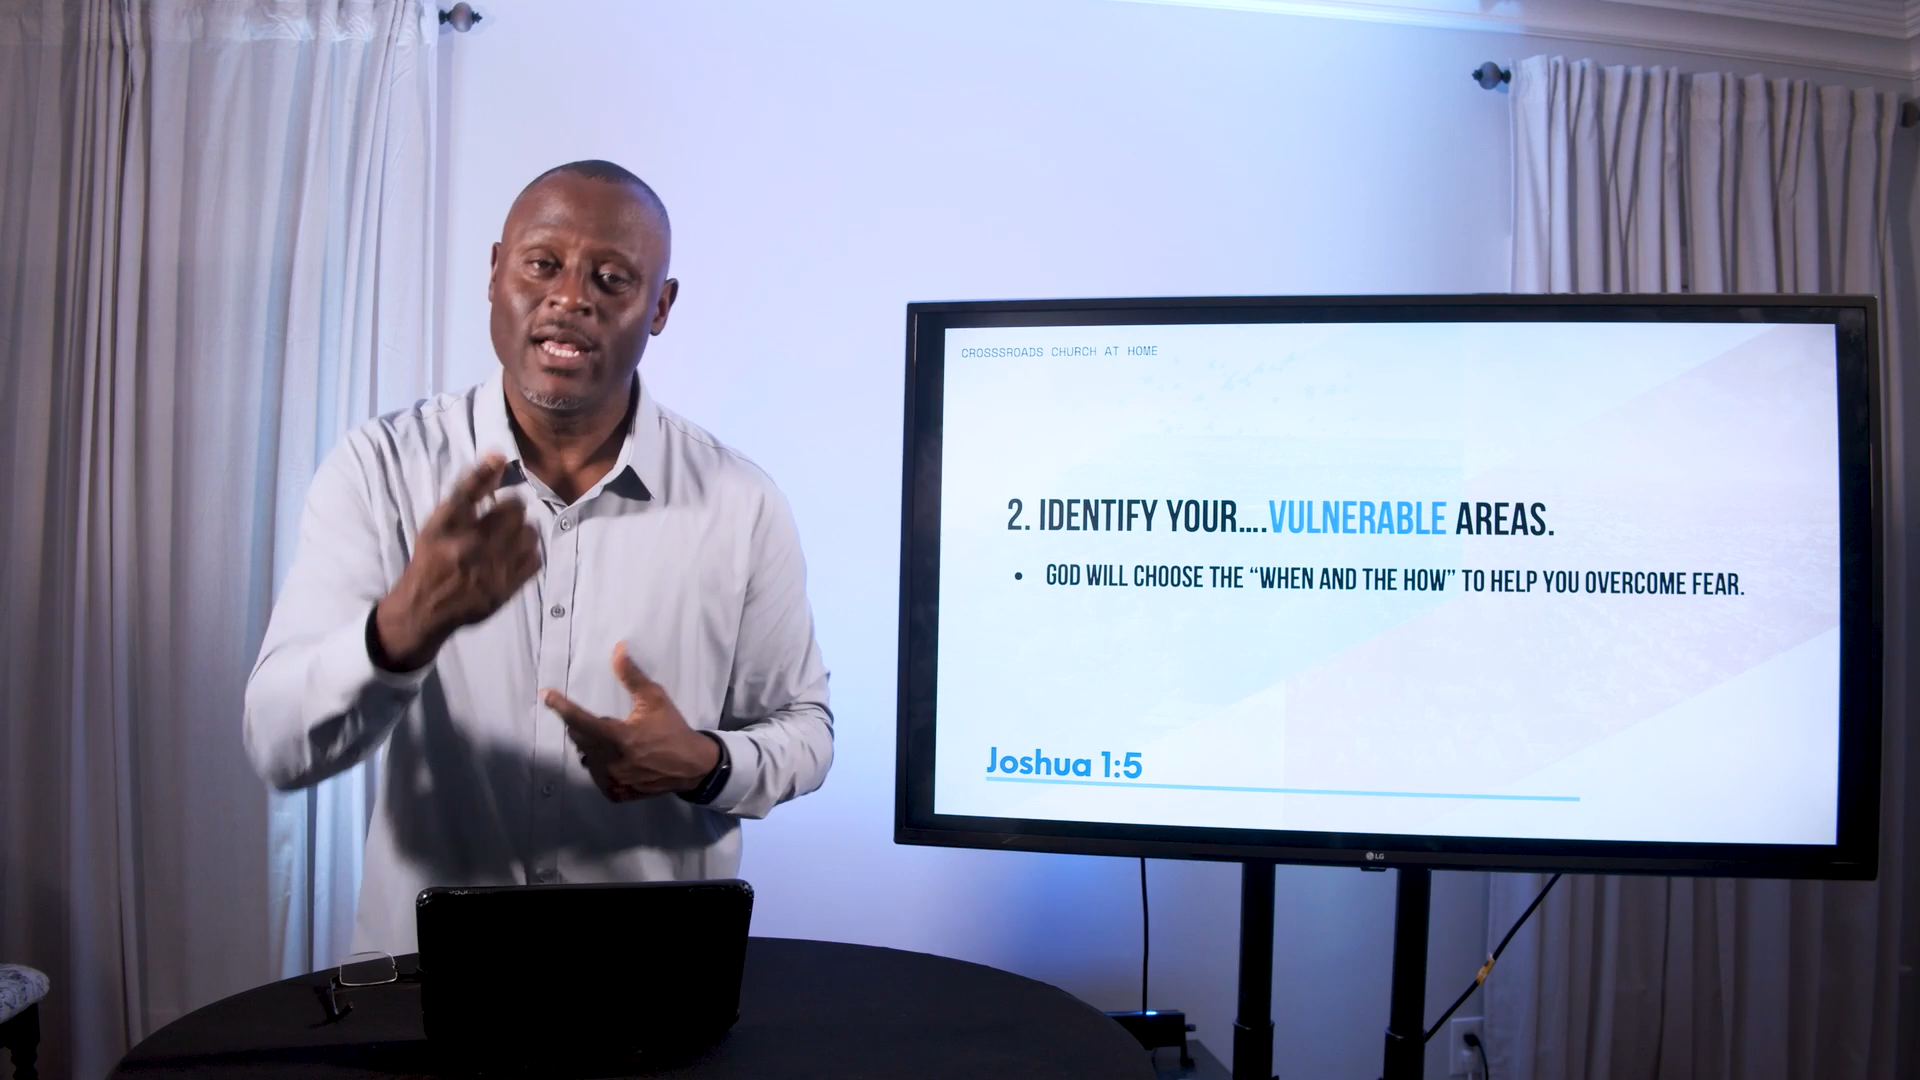 CROSSSROADS CHURCH AT HOME
2. IDENTIFY YOUR....VULNERABLE AREAS.
• GOD WILL CHOOSE THE “WHEN AND THE HOW” TO HELP YOU OVERCOME FEAR.
Joshua 1:5
LG